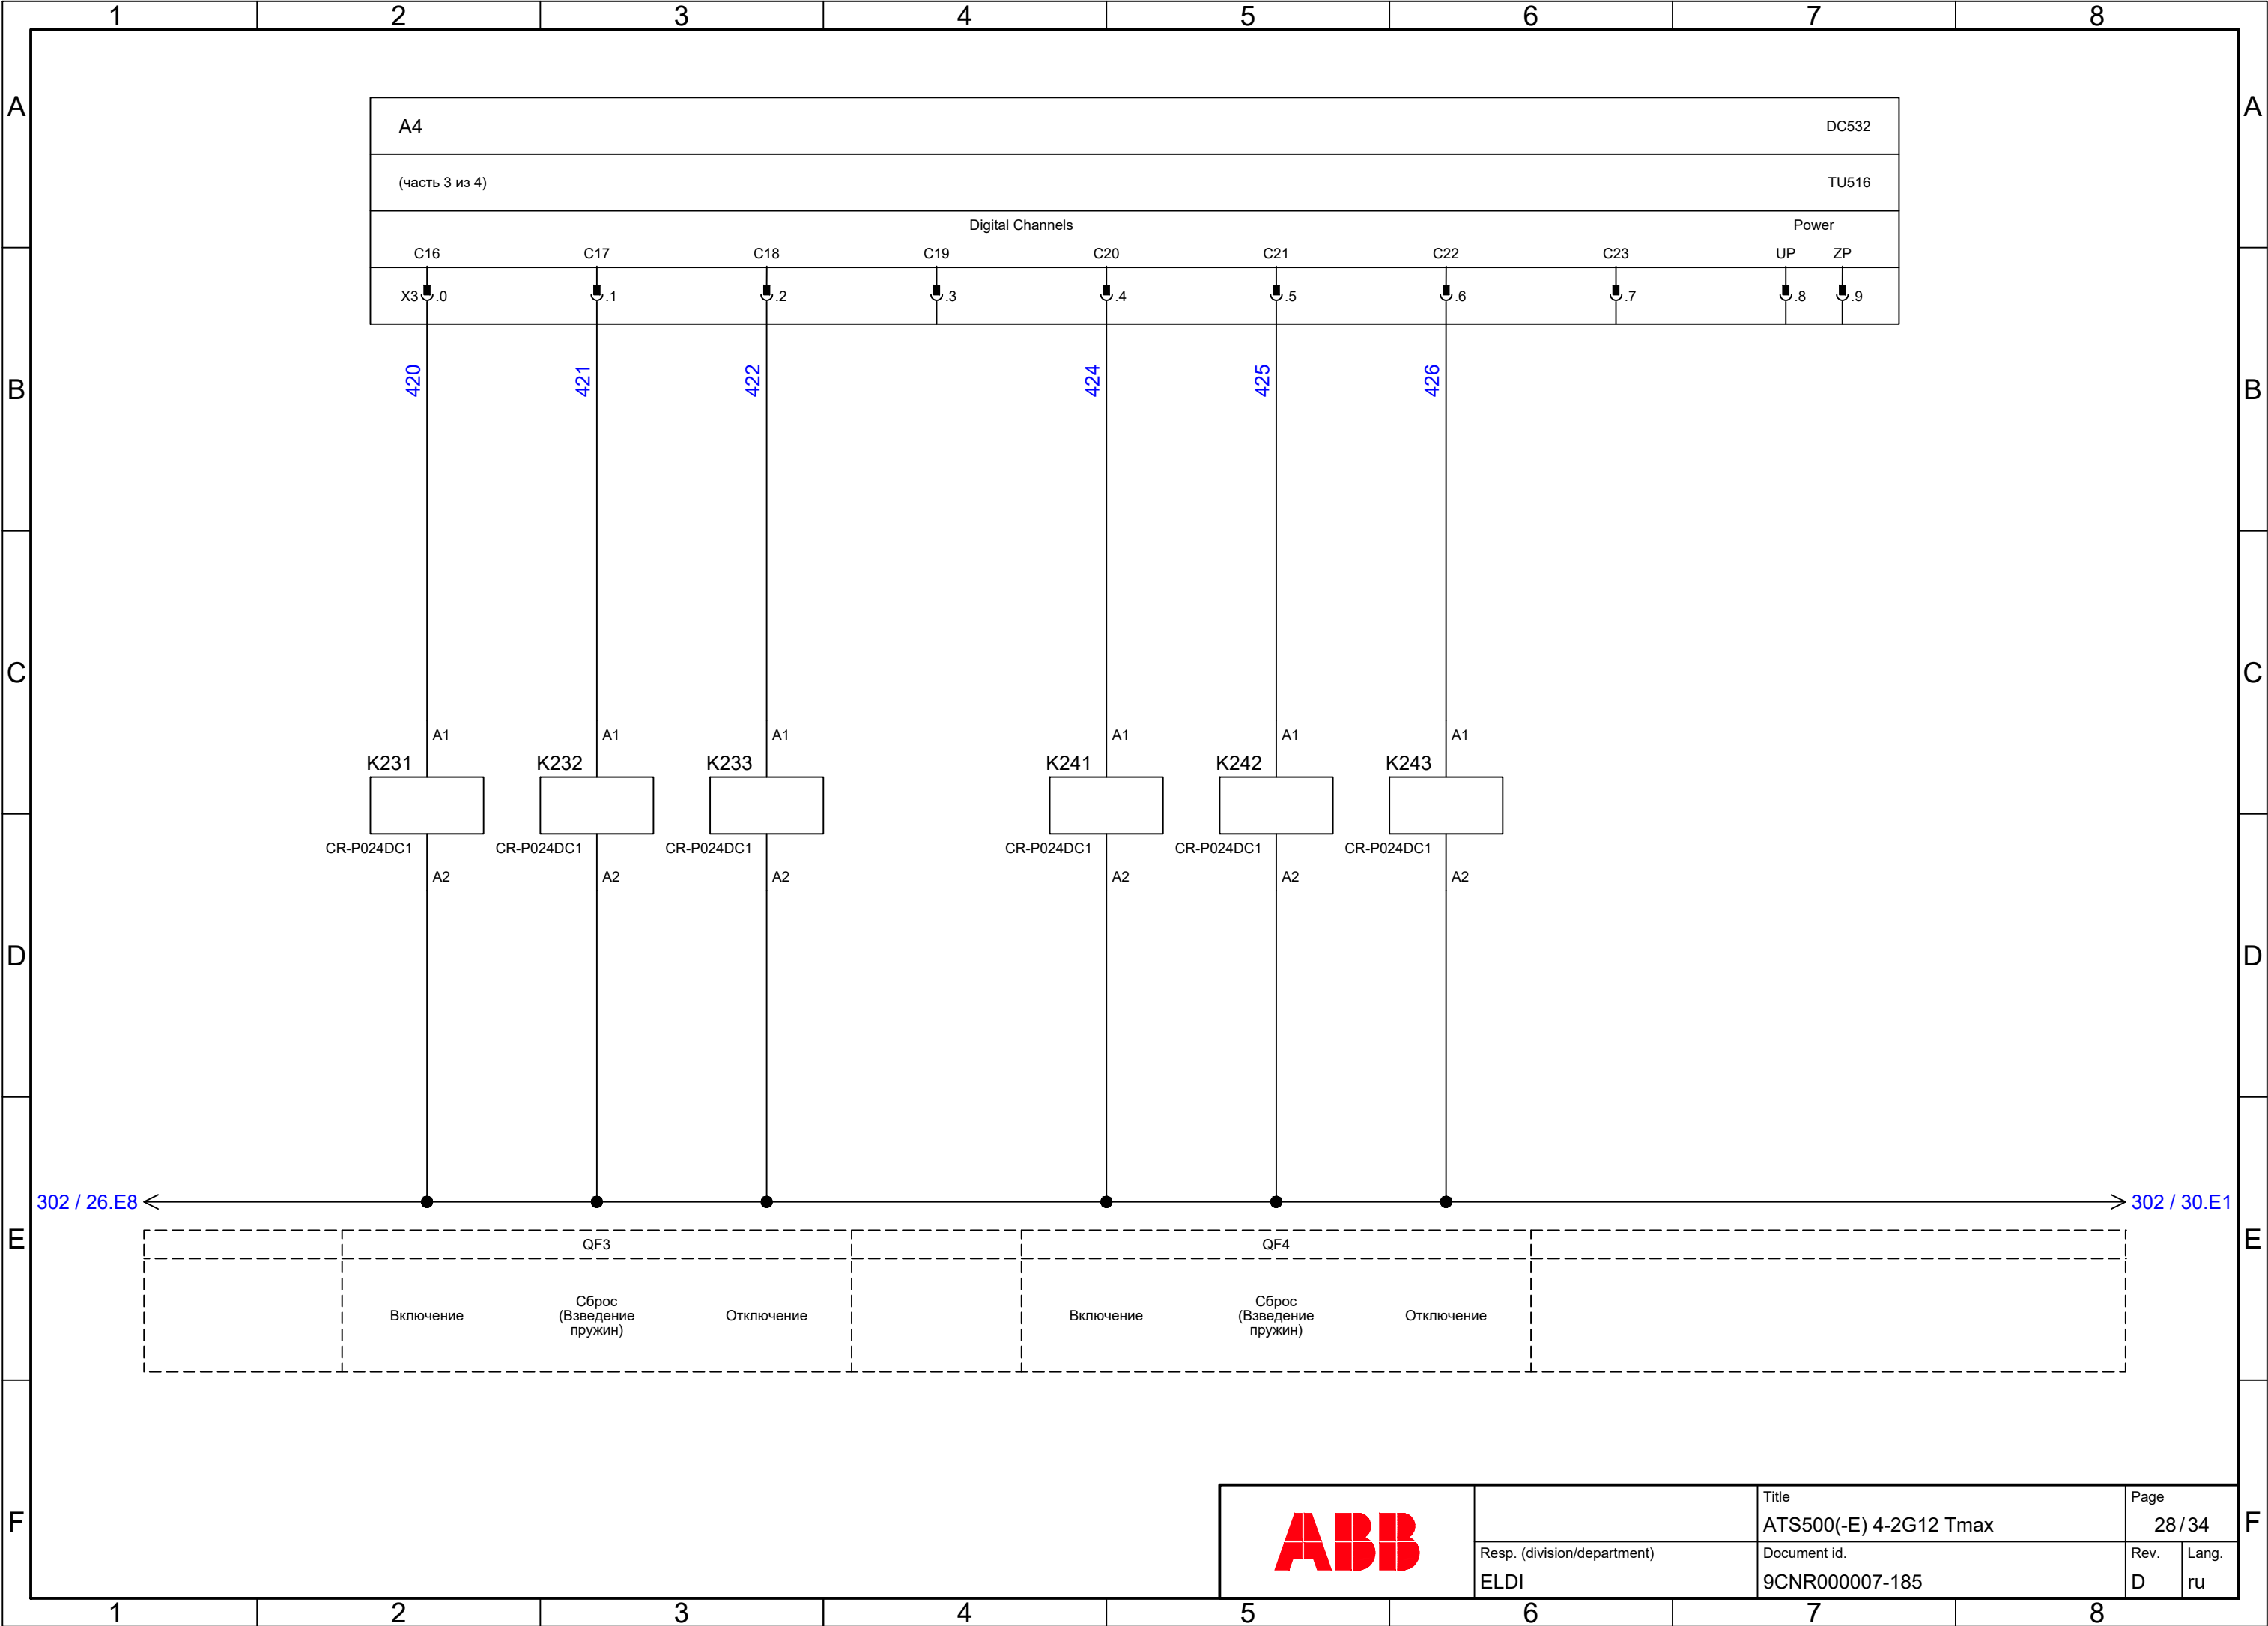 1 2 3 4 5 6 7 8
A A
A4 DC532
(часть 3 из 4) TU516
Digital Channels Power
C16 C17 C18 C19 C20 C21 C22 C23 UP ZP
X3 .0 .1 .2 .3 .4 .5 .6 .7 .8 .9
B B
420 421 422 424 425 426
C C
A1 A1 A1 A1 A1 A1
K231 K232 K233 K241 K242 K243
CR-P024DC1 CR-P024DC1 CR-P024DC1 CR-P024DC1 CR-P024DC1 CR-P024DC1
A2 A2 A2 A2 A2 A2
D D
302 / 26.E8 302 / 30.E1
E E
QF3 QF4
Включение
Сброс
(Взведение
пружин)
Отключение
Включение
Сброс
(Взведение
пружин)
Отключение
F F
ABB
Title
ATS500(-E) 4-2G12 Tmax
Page
28 / 34
Resp. (division/department)
ELDI
Document id.
9CNR000007-185
Rev.
D
Lang.
ru
1 2 3 4 5 6 7 8